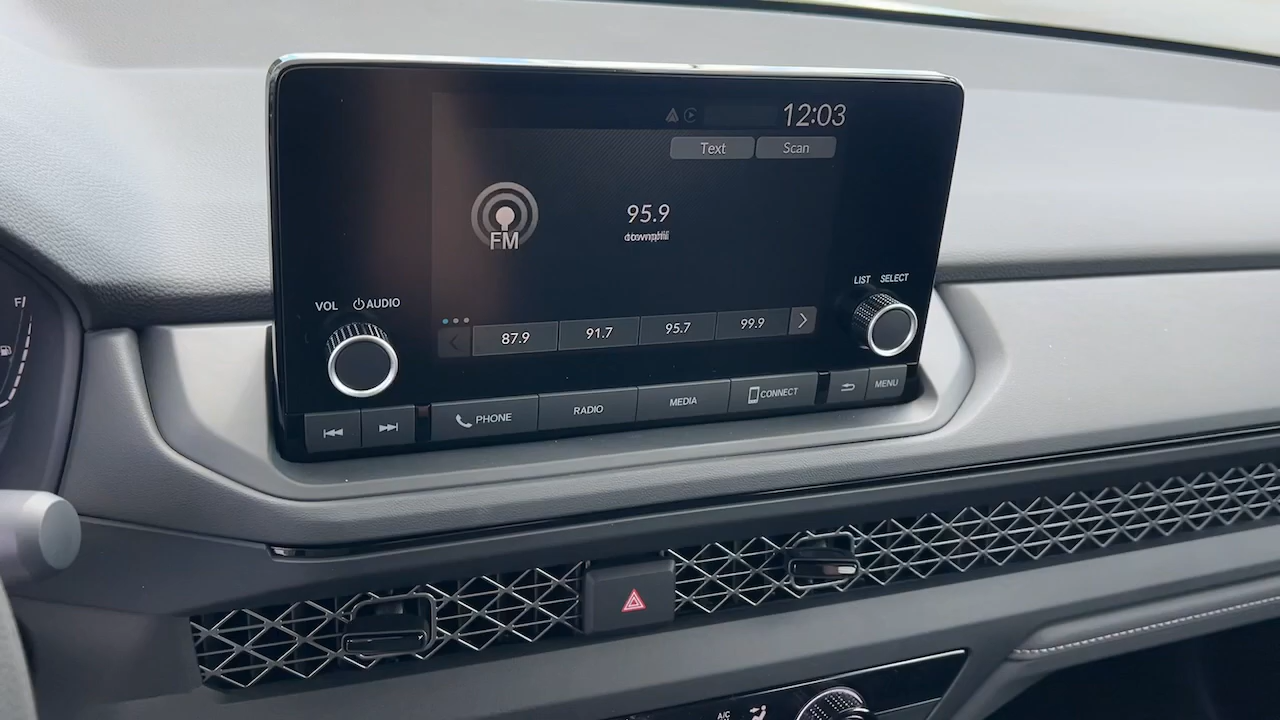 12:03
Text Scan
95.9
FM
LIST SELECT
VOL AUDIO
87.9 91.7 95.7 99.9
PHONE RADIO MEDIA CONNECT MENU
A/C